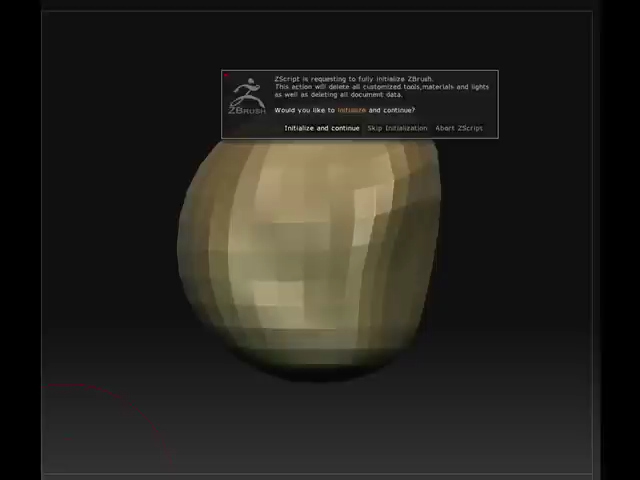 ZScript is requesting to fully initialize ZBrush.
This action will delete all customized tools,materials and lights
as well as deleting all document data.
Would you like to initialize and continue?
ZBRUSH
Initialize and continue Skip Initialization Abort ZScript